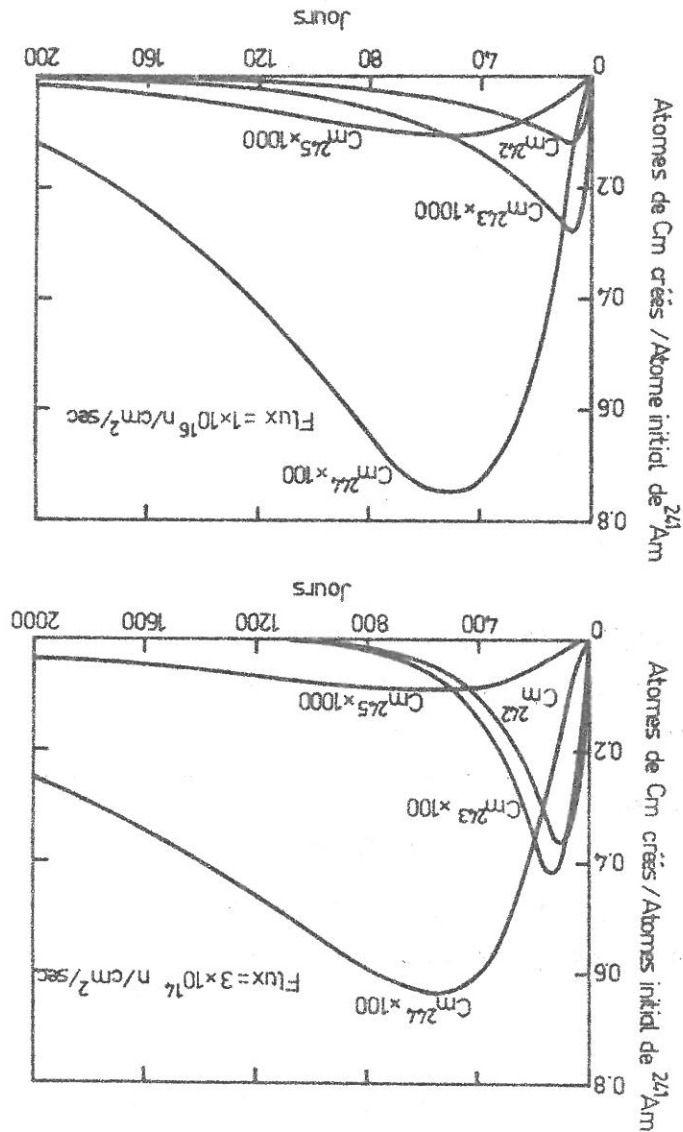 Atomes de Cm créés / Atomes initial de ²⁴¹Am
0.8
0.6
0.4
0.2
0
Cm²⁴⁴×100
Flux=3×10¹⁴ n/cm²/sec
Cm²⁴³×100
Cm²⁴²
Cm²⁴⁵×1000
400
800
1200
1600
2000
Jours
Atomes de Cm créés / Atome initial de ²⁴¹Am
0.8
0.6
0.4
0.2
0
Cm²⁴⁴×100
Flux = 1×10¹⁶ n/cm²/sec
Cm²⁴³×1000
Cm²⁴²
Cm²⁴⁵×1000
40
80
120
160
200
Jours